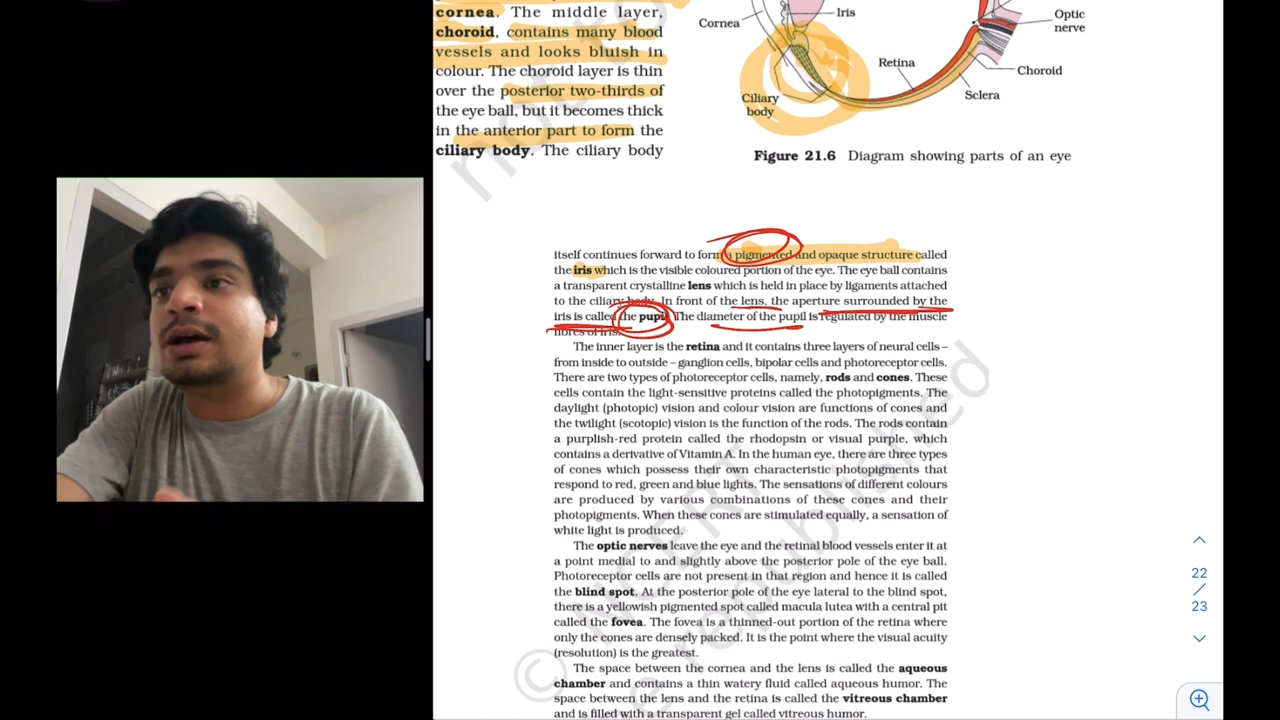 cornea. The middle layer,
choroid, contains many blood
vessels and looks bluish in
colour. The choroid layer is thin
over the posterior two-thirds of
the eye ball, but it becomes thick
in the anterior part to form the
ciliary body. The ciliary body
Cornea
Iris
Optic
nerve
Retina
Choroid
Ciliary
body
Sclera
Figure 21.6 Diagram showing parts of an eye
itself continues forward to form a pigmented and opaque structure called
the iris which is the visible coloured portion of the eye. The eye ball contains
a transparent crystalline lens which is held in place by ligaments attached
to the ciliary body. In front of the lens, the aperture surrounded by the
iris is called the pupil. The diameter of the pupil is regulated by the muscle
fibres of iris.
The inner layer is the retina and it contains three layers of neural cells –
from inside to outside – ganglion cells, bipolar cells and photoreceptor cells.
There are two types of photoreceptor cells, namely, rods and cones. These
cells contain the light-sensitive proteins called the photopigments. The
daylight (photopic) vision and colour vision are functions of cones and
the twilight (scotopic) vision is the function of the rods. The rods contain
a purplish-red protein called the rhodopsin or visual purple, which
contains a derivative of Vitamin A. In the human eye, there are three types
of cones which possess their own characteristic photopigments that
respond to red, green and blue lights. The sensations of different colours
are produced by various combinations of these cones and their
photopigments. When these cones are stimulated equally, a sensation of
white light is produced.
The optic nerves leave the eye and the retinal blood vessels enter it at
a point medial to and slightly above the posterior pole of the eye ball.
Photoreceptor cells are not present in that region and hence it is called
the blind spot. At the posterior pole of the eye lateral to the blind spot,
there is a yellowish pigmented spot called macula lutea with a central pit
called the fovea. The fovea is a thinned-out portion of the retina where
only the cones are densely packed. It is the point where the visual acuity
(resolution) is the greatest.
The space between the cornea and the lens is called the aqueous
chamber and contains a thin watery fluid called aqueous humor. The
space between the lens and the retina is called the vitreous chamber
and is filled with a transparent gel called vitreous humor.
not to
© NCERT
republished
22
/
23